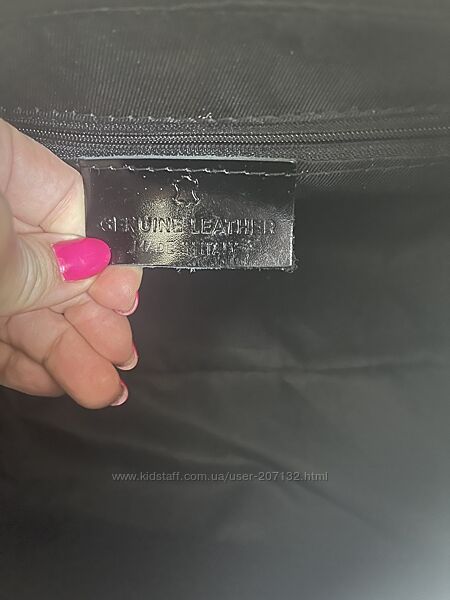 GENUINE LEATHER
MADE IN ITALY
www.kidstaff.com.ua/user-207132.html